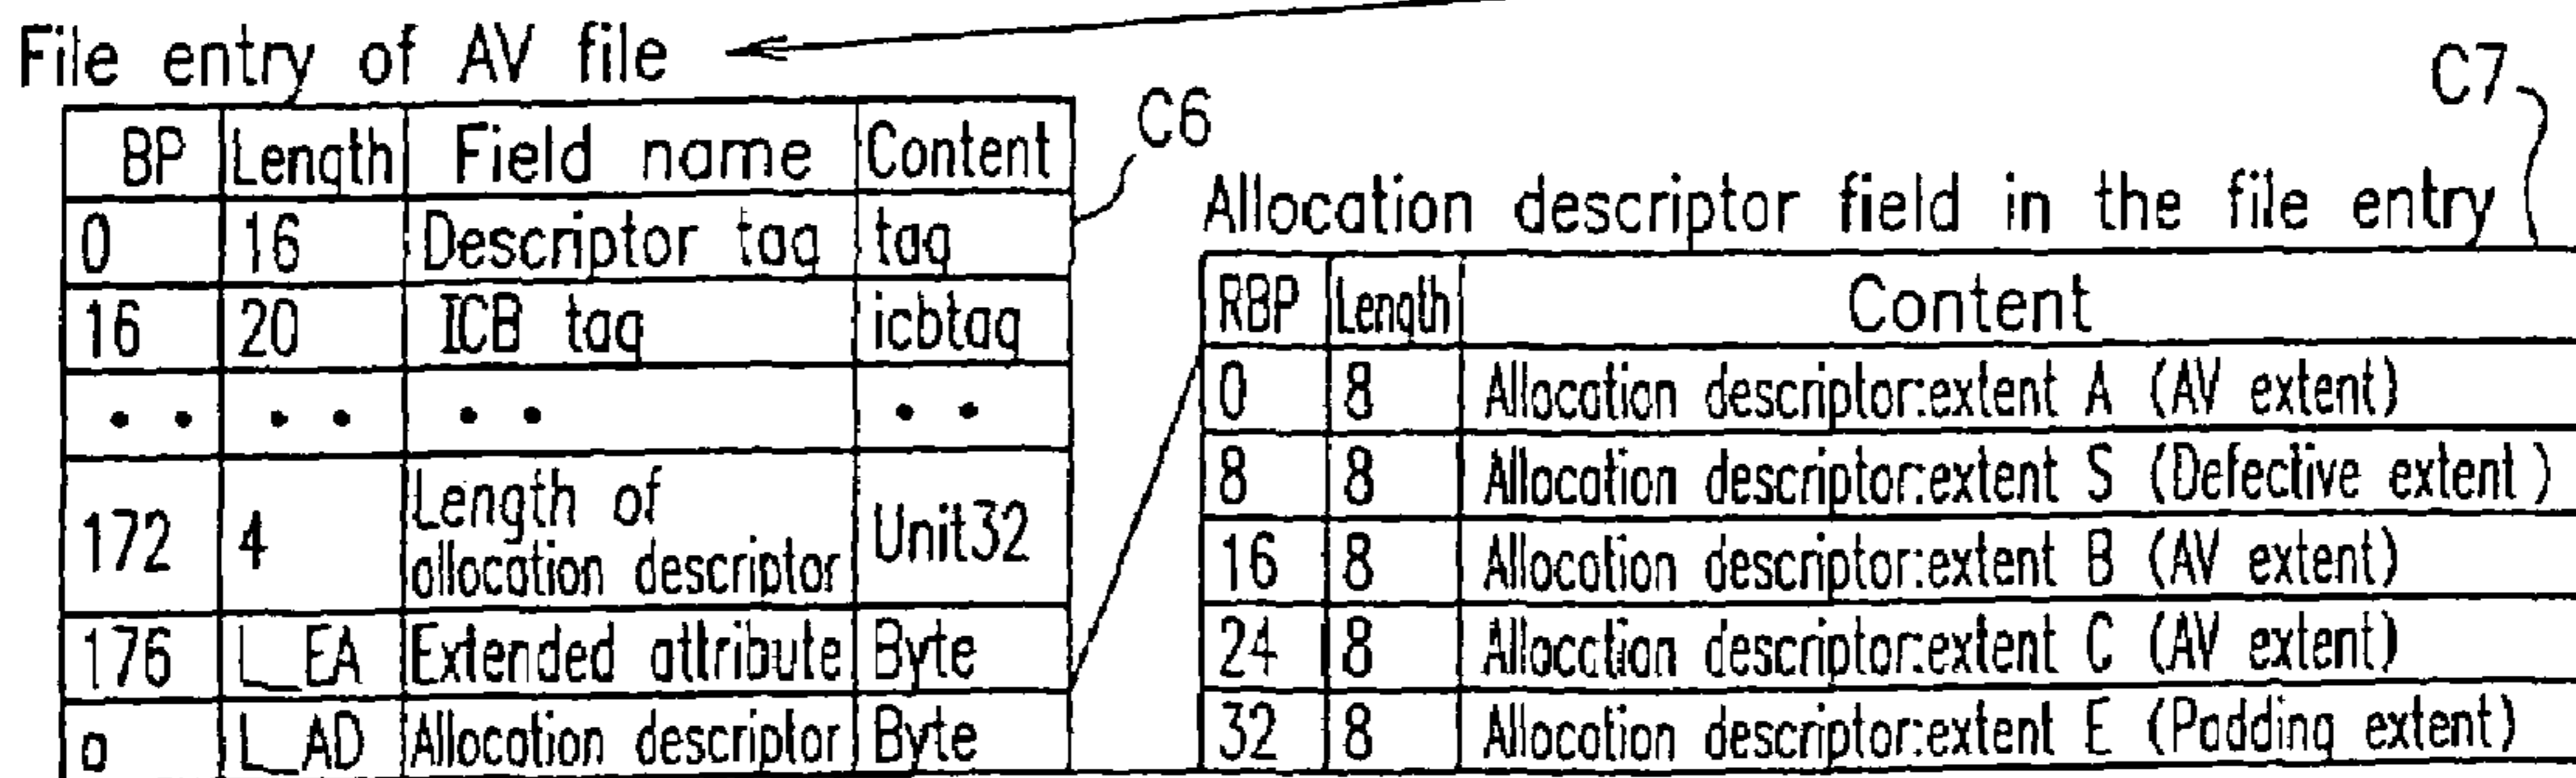 File entry of AV file
C6
BP Length Field name Content
0 16 Descriptor tag tag
16 20 ICB tag icbtag
• • • • • • • •
172 4 Length of allocation descriptor Unit32
176 L_EA Extended attribute Byte
a L_AD Allocation descriptor Byte
C7
Allocation descriptor field in the file entry
RBP Length Content
0 8 Allocation descriptor:extent A (AV extent)
8 8 Allocation descriptor:extent S (Defective extent)
16 8 Allocation descriptor:extent B (AV extent)
24 8 Allocation descriptor:extent C (AV extent)
32 8 Allocation descriptor:extent E (Padding extent)